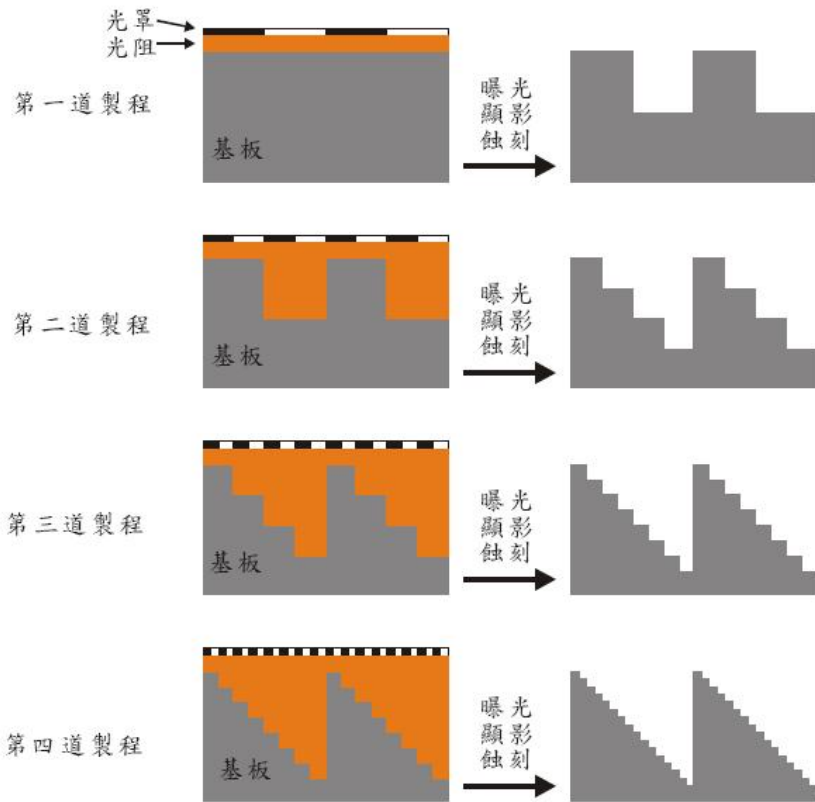 光罩
光阻
第一道製程
基板
曝光
顯影
蝕刻
第二道製程
基板
曝光
顯影
蝕刻
第三道製程
基板
曝光
顯影
蝕刻
第四道製程
基板
曝光
顯影
蝕刻